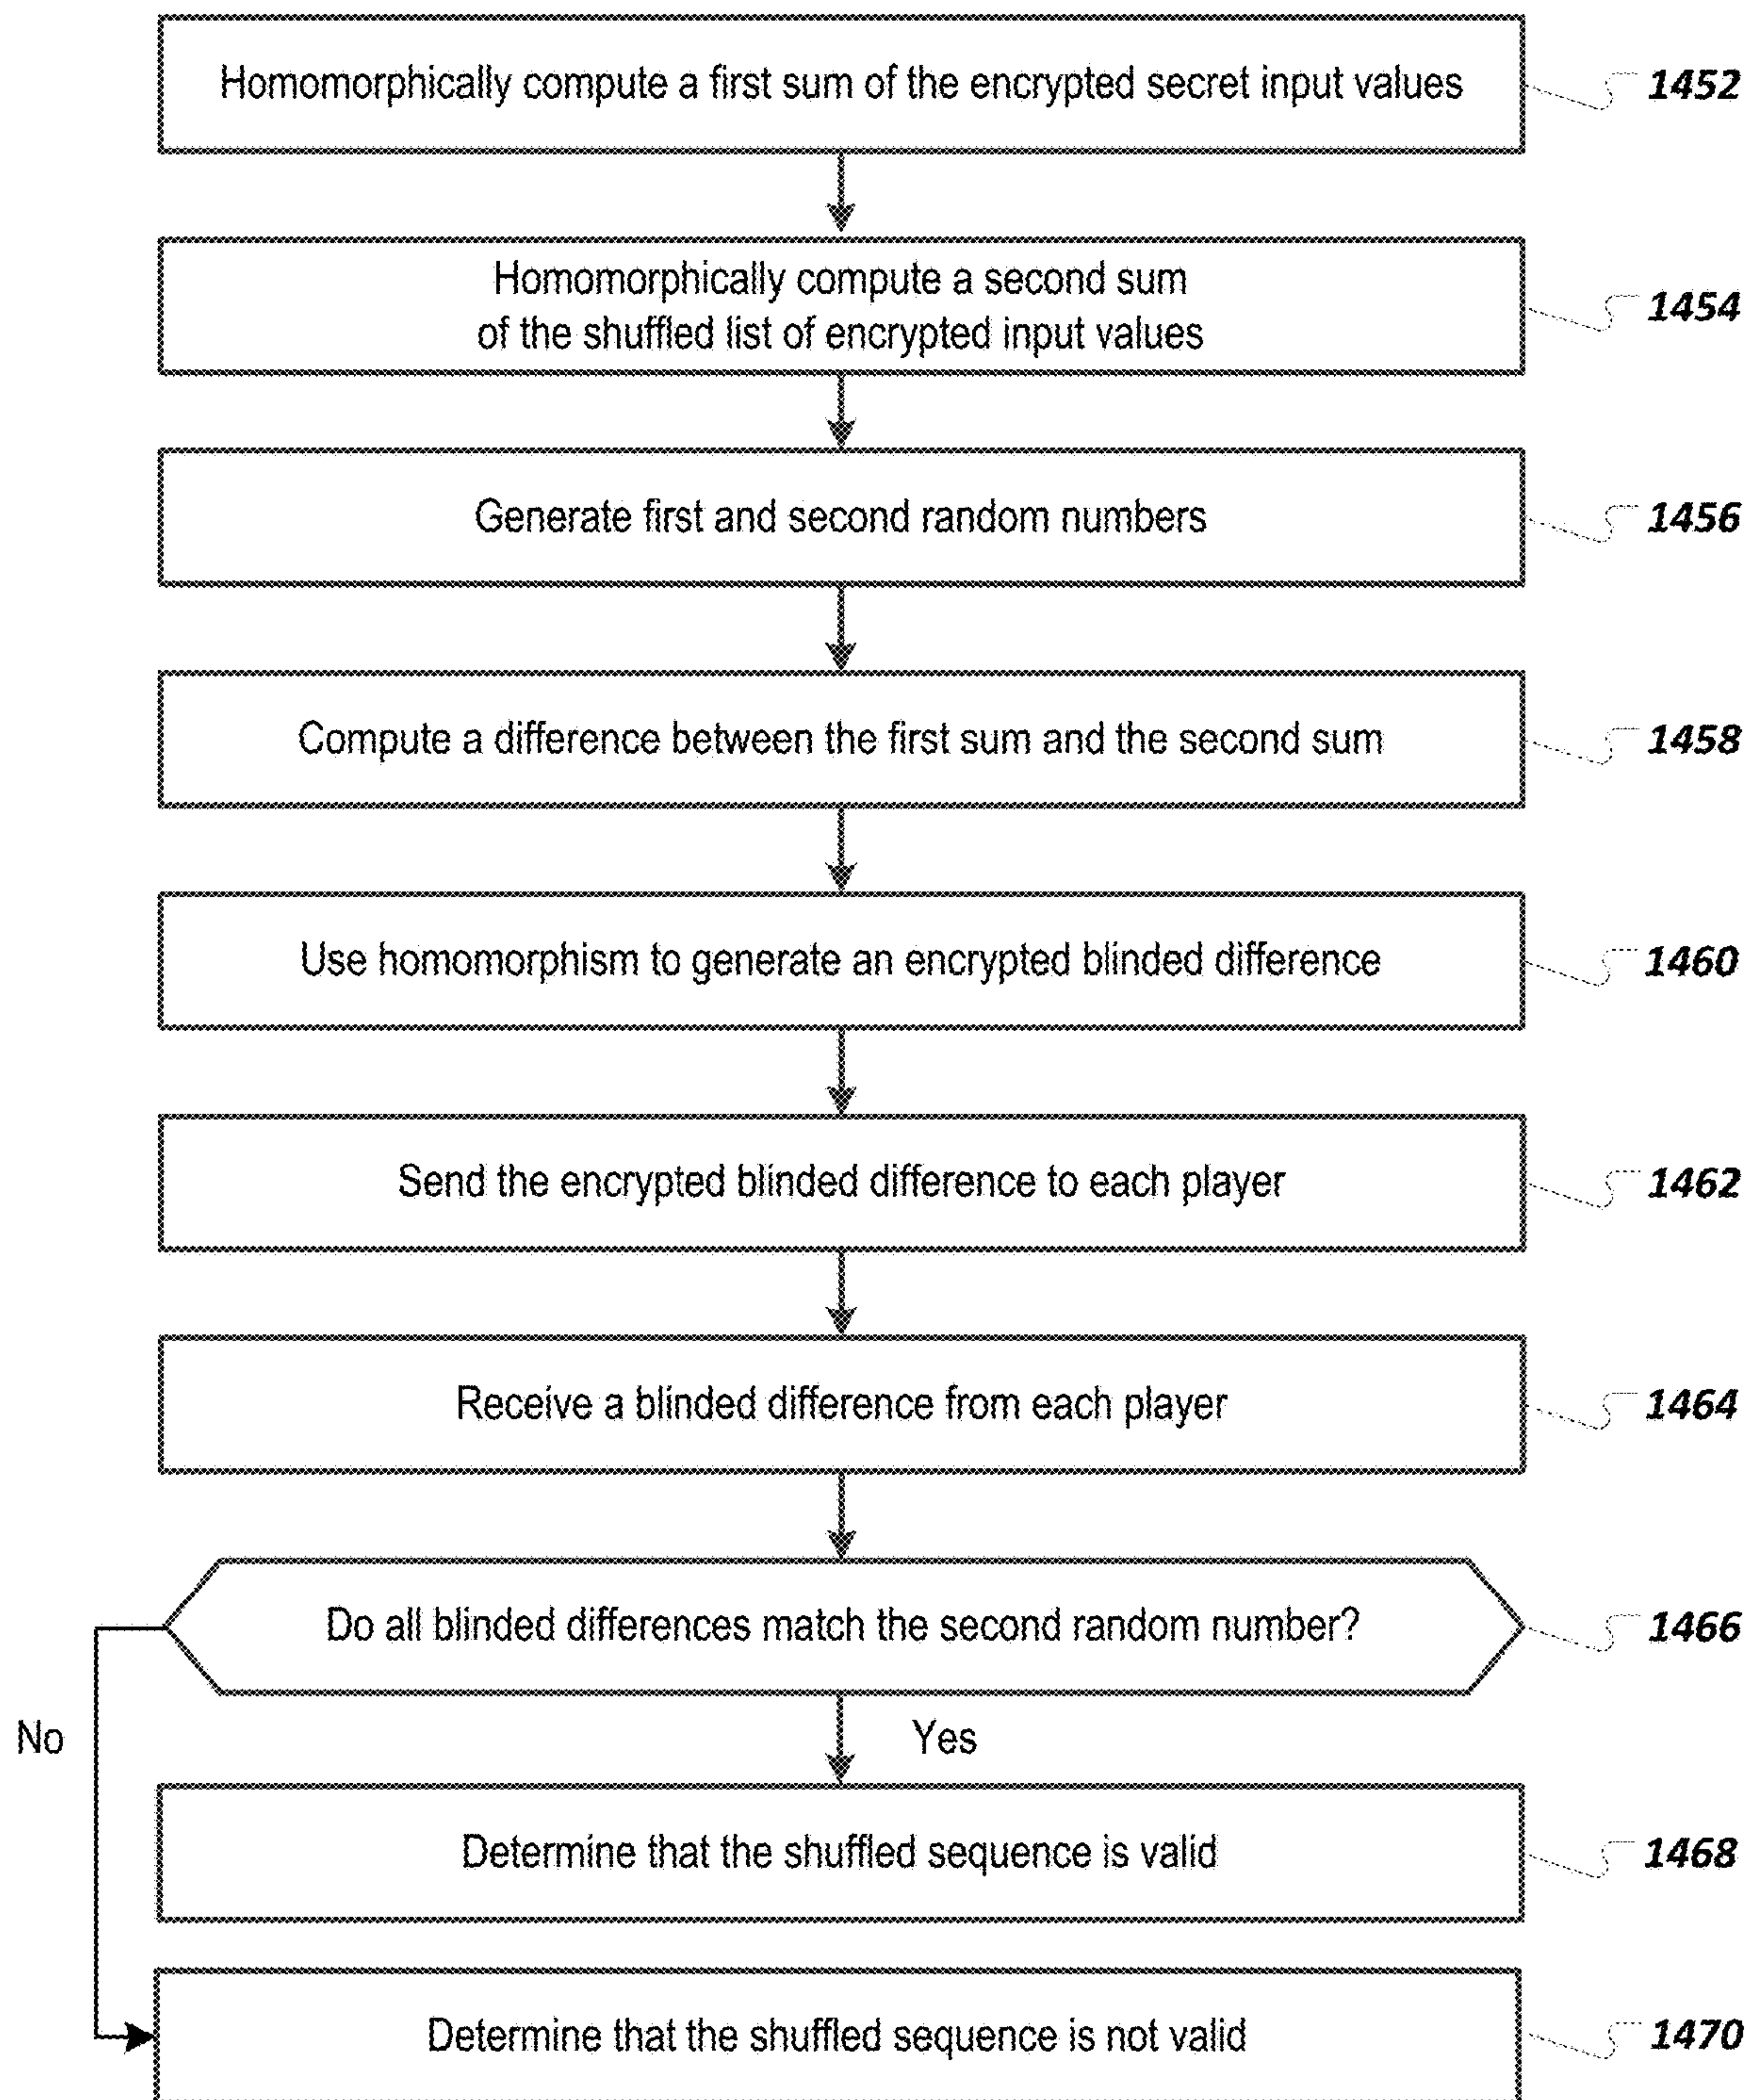 Homomorphically compute a first sum of the encrypted secret input values
1452
Homomorphically compute a second sum
of the shuffled list of encrypted input values
1454
Generate first and second random numbers
1456
Compute a difference between the first sum and the second sum
1458
Use homomorphism to generate an encrypted blinded difference
1460
Send the encrypted blinded difference to each player
1462
Receive a blinded difference from each player
1464
Do all blinded differences match the second random number?
1466
No
Yes
Determine that the shuffled sequence is valid
1468
Determine that the shuffled sequence is not valid
1470